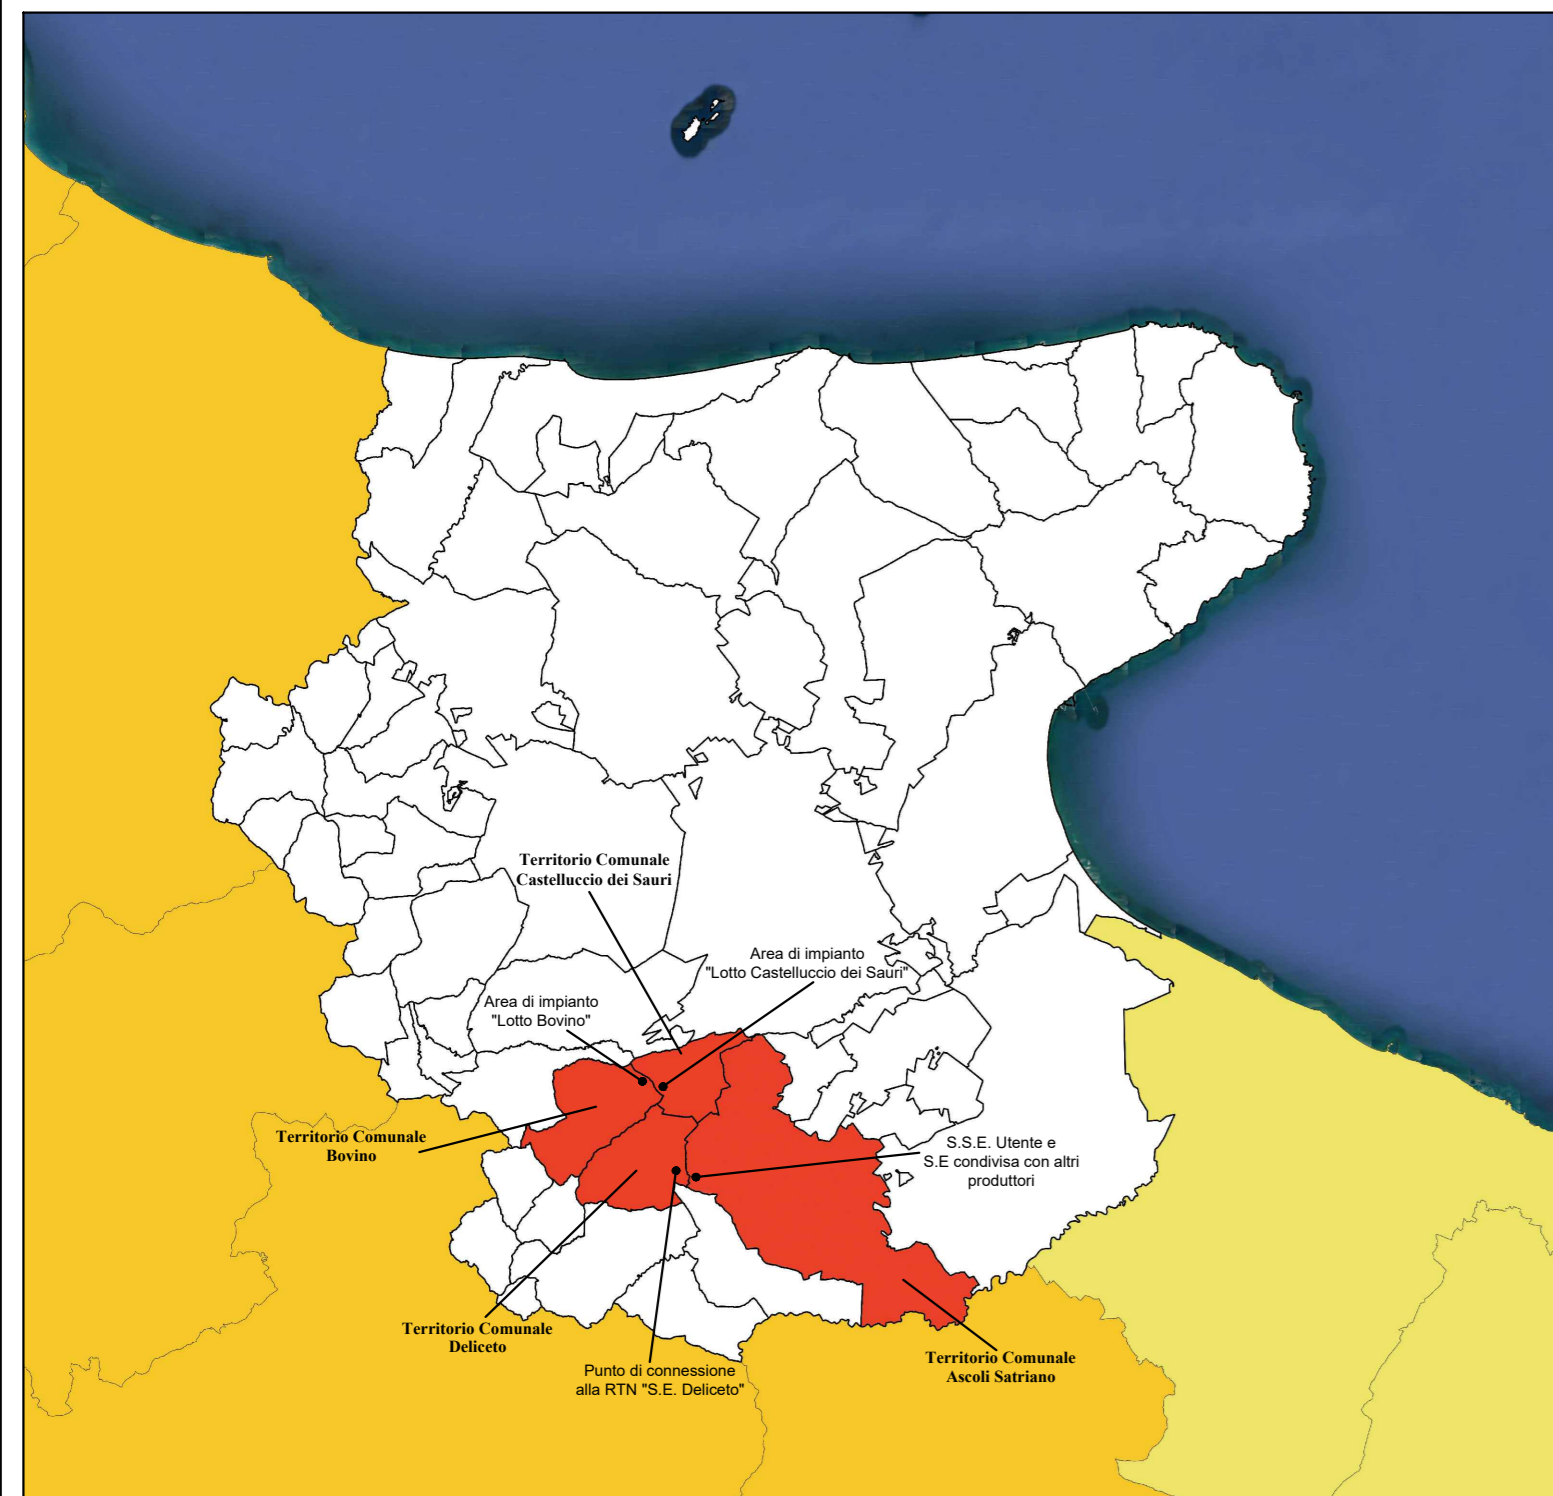 Territorio Comunale
Castelluccio dei Sauri
Area di impianto
"Lotto Castelluccio dei Sauri"
Area di impianto
"Lotto Bovino"
Territorio Comunale
Bovino
S.S.E. Utente e
S.E condivisa con altri
produttori
Territorio Comunale
Deliceto
Punto di connessione
alla RTN "S.E. Deliceto"
Territorio Comunale
Ascoli Satriano